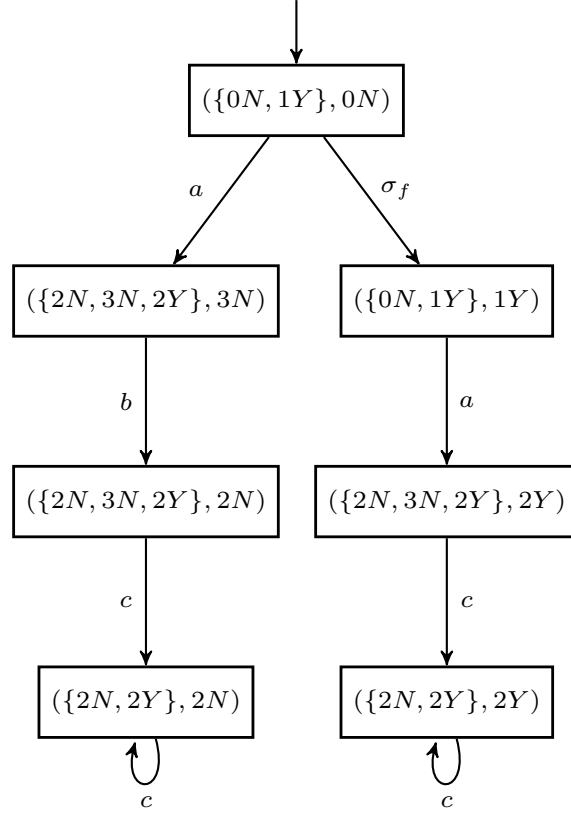 ({0N, 1Y}, 0N)
a
σ_f
({2N, 3N, 2Y}, 3N)
({0N, 1Y}, 1Y)
b
a
({2N, 3N, 2Y}, 2N)
({2N, 3N, 2Y}, 2Y)
c
c
({2N, 2Y}, 2N)
({2N, 2Y}, 2Y)
c
c